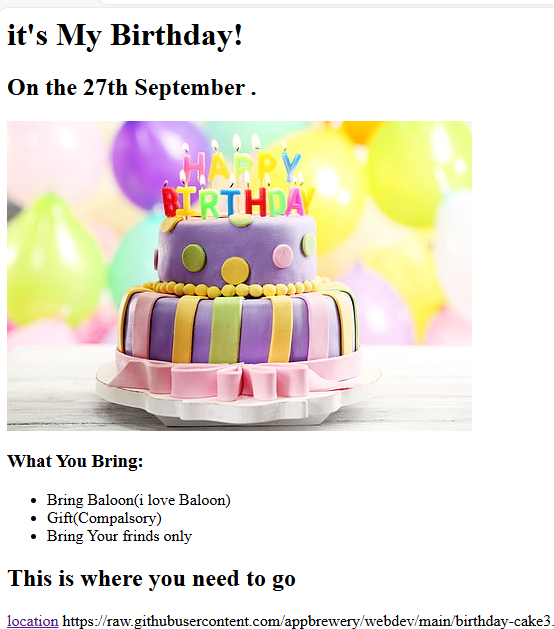 it's My Birthday!
On the 27th September .
HAPPY
BIRTHDAY
What You Bring:
Bring Baloon(i love Baloon)
Gift(Compalsory)
Bring Your frinds only
This is where you need to go
location https://raw.githubusercontent.com/appbrewery/webdev/main/birthday-cake3.